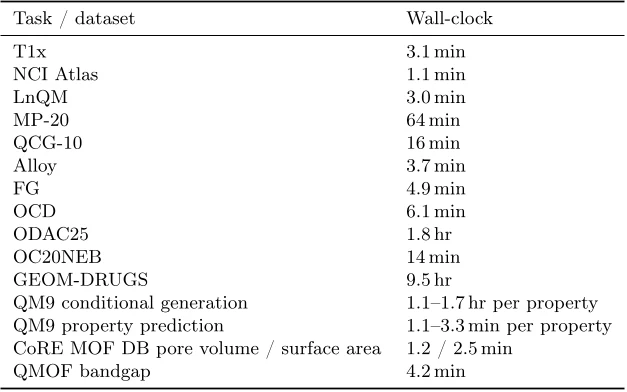 Task / dataset Wall-clock
T1x 3.1 min
NCI Atlas 1.1 min
LnQM 3.0 min
MP-20 64 min
QCG-10 16 min
Alloy 3.7 min
FG 4.9 min
OCD 6.1 min
ODAC25 1.8 hr
OC20NEB 14 min
GEOM-DRUGS 9.5 hr
QM9 conditional generation 1.1–1.7 hr per property
QM9 property prediction 1.1–3.3 min per property
CoRE MOF DB pore volume / surface area 1.2 / 2.5 min
QMOF bandgap 4.2 min